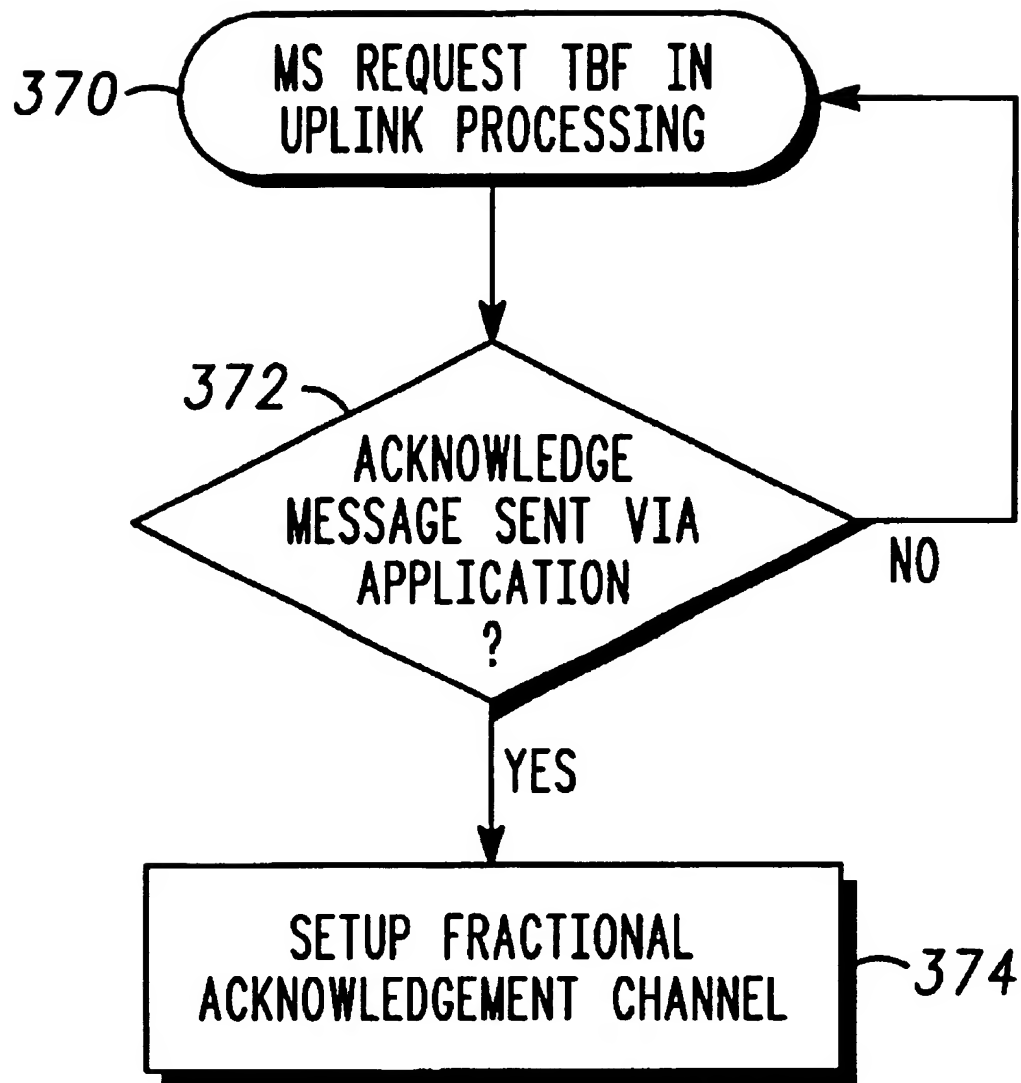 370
MS REQUEST TBF IN
UPLINK PROCESSING
372
ACKNOWLEDGE
MESSAGE SENT VIA
APPLICATION
?
NO
YES
SETUP FRACTIONAL
ACKNOWLEDGEMENT CHANNEL
374